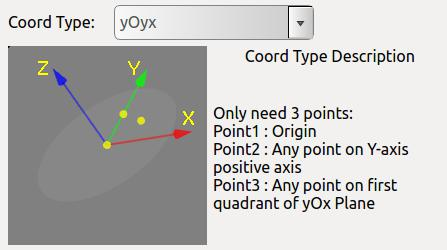 Coord Type: yOyx
Coord Type Description
Z
Y
X
Only need 3 points:
Point1 : Origin
Point2 : Any point on Y-axis
positive axis
Point3 : Any point on first
quadrant of yOx Plane